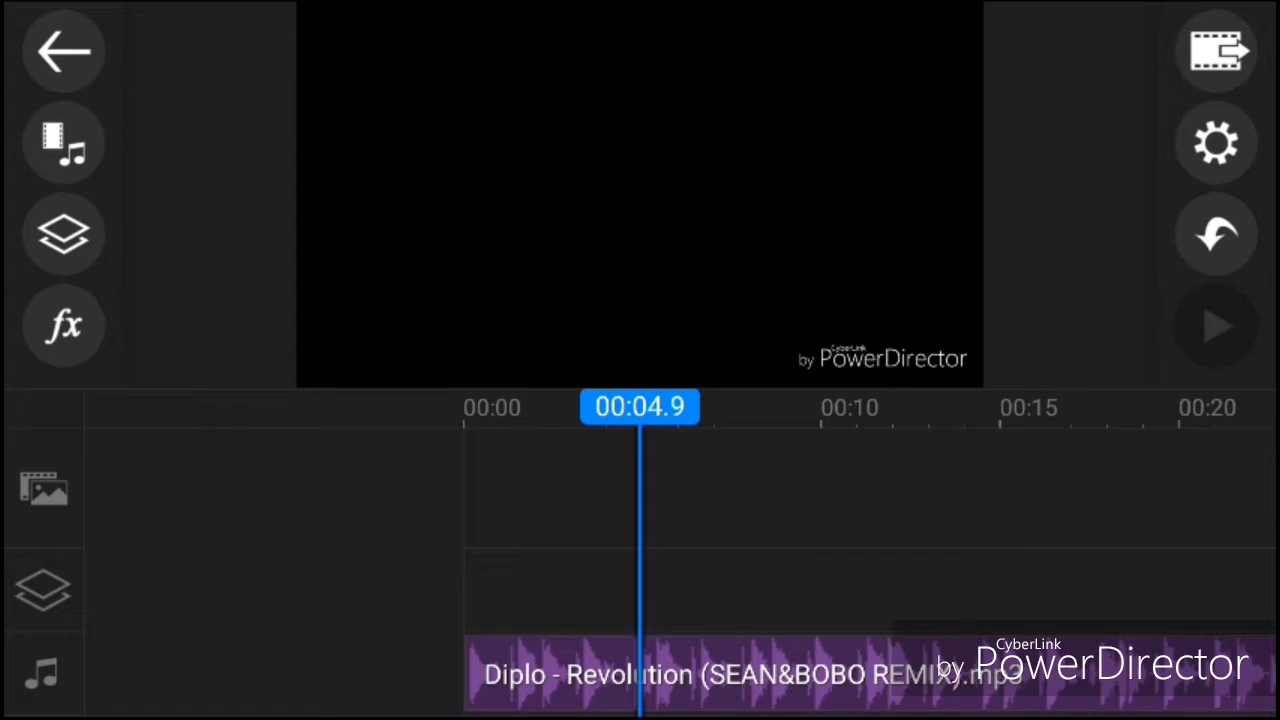 fx
CyberLink
by PowerDirector
00:00
00:04.9
00:10
00:15
00:20
Diplo - Revolution (SEAN&BOBO REMIX).mp3
CyberLink
by PowerDirector